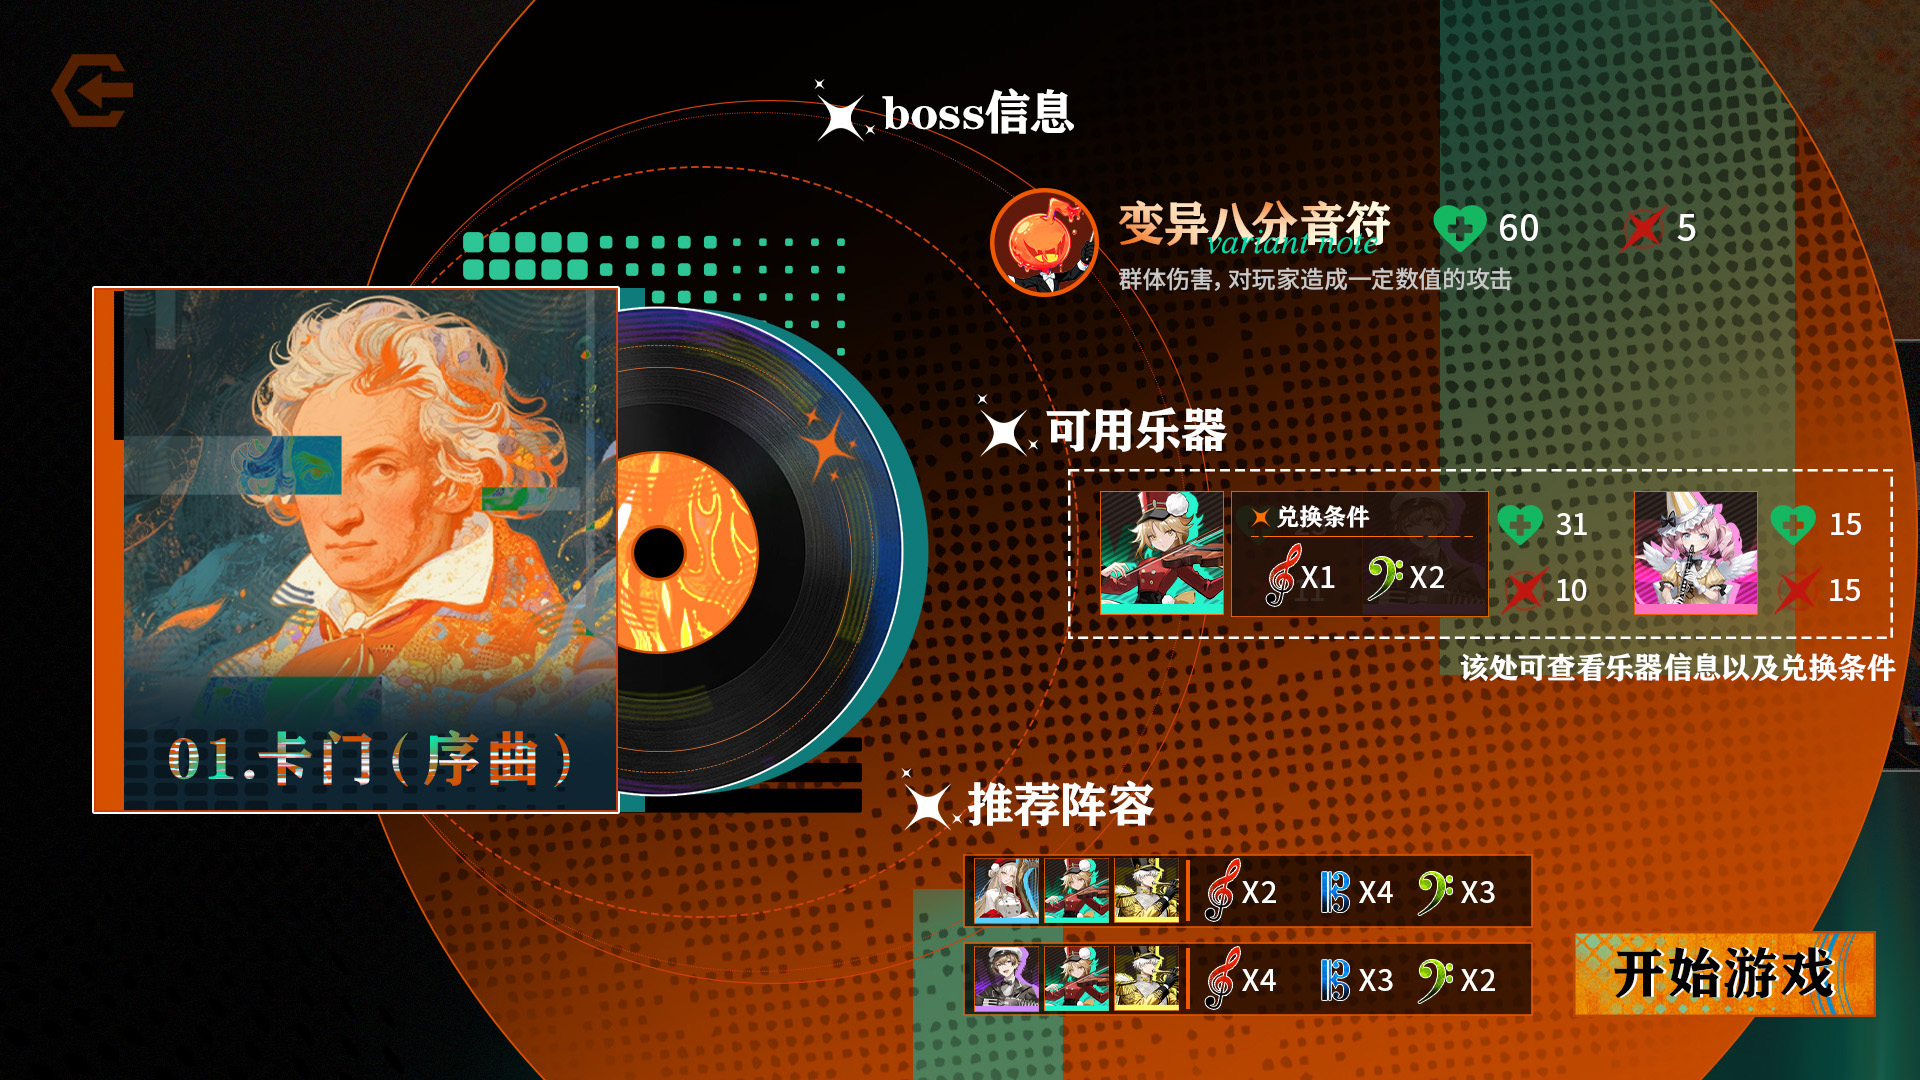 boss信息
变异八分音符
variant note
60
5
群体伤害，对玩家造成一定数值的攻击
01.卡门（序曲）
可用乐器
兑换条件
X1
X2
31
10
15
15
该处可查看乐器信息以及兑换条件
推荐阵容
X2 X4 X3
X4 X3 X2
开始游戏